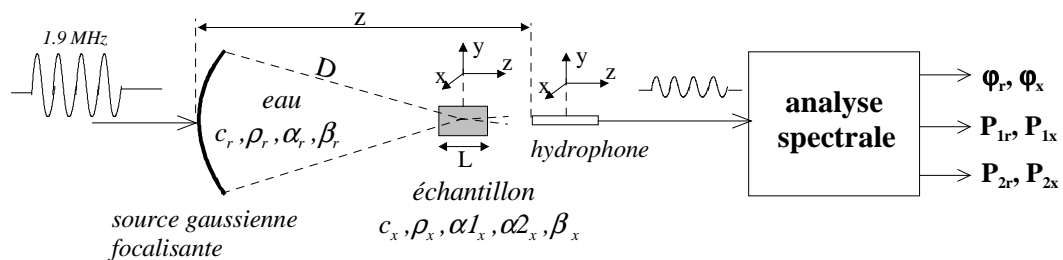 z
1.9 MHz
y
x
z
y
x
z
D
eau
c_r, ρ_r, α_r, β_r
L
hydrophone
échantillon
c_x, ρ_x, α1_x, α2_x, β_x
source gaussienne
focalisante
analyse
spectrale
φ_r, φ_x
P_1r, P_1x
P_2r, P_2x